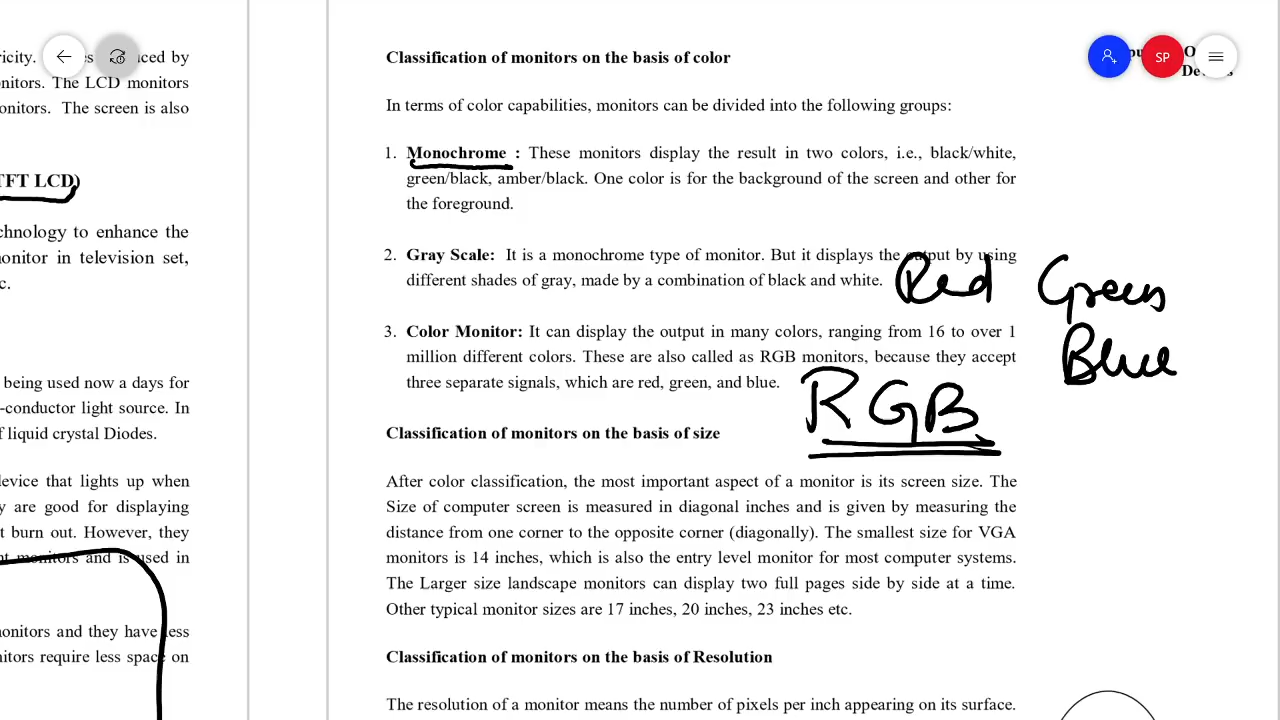 ricity.
aced by
nitors. The LCD monitors
onitors. The screen is also
TFT LCD)
chnology to enhance the
onitor in television set,
c.
being used now a days for
-conductor light source. In
f liquid crystal Diodes.
evice that lights up when
y are good for displaying
t burn out. However, they
nt monitors and is used in
onitors and they have less
nitors require less space on
Classification of monitors on the basis of color
In terms of color capabilities, monitors can be divided into the following groups:
1. Monochrome : These monitors display the result in two colors, i.e., black/white,
green/black, amber/black. One color is for the background of the screen and other for
the foreground.
2. Gray Scale: It is a monochrome type of monitor. But it displays the output by using
different shades of gray, made by a combination of black and white.
Red Green
3. Color Monitor: It can display the output in many colors, ranging from 16 to over 1
million different colors. These are also called as RGB monitors, because they accept
three separate signals, which are red, green, and blue.
Blue
RGB
Classification of monitors on the basis of size
After color classification, the most important aspect of a monitor is its screen size. The
Size of computer screen is measured in diagonal inches and is given by measuring the
distance from one corner to the opposite corner (diagonally). The smallest size for VGA
monitors is 14 inches, which is also the entry level monitor for most computer systems.
The Larger size landscape monitors can display two full pages side by side at a time.
Other typical monitor sizes are 17 inches, 20 inches, 23 inches etc.
Classification of monitors on the basis of Resolution
The resolution of a monitor means the number of pixels per inch appearing on its surface.
SP